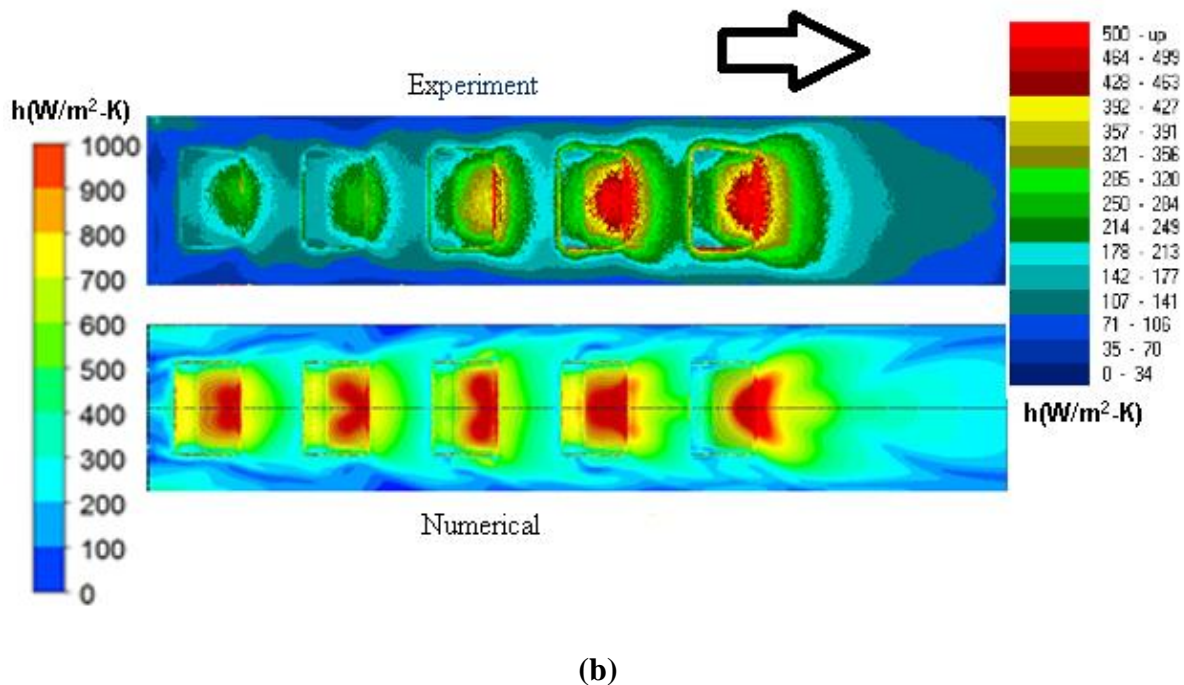 Experiment
h(W/m²-K)
1000
900
800
700
600
500
400
300
200
100
0
500 - up
464 - 499
428 - 463
392 - 427
357 - 391
321 - 356
285 - 320
250 - 284
214 - 249
178 - 213
142 - 177
107 - 141
71 - 106
35 - 70
0 - 34
h(W/m²-K)
Numerical
(b)